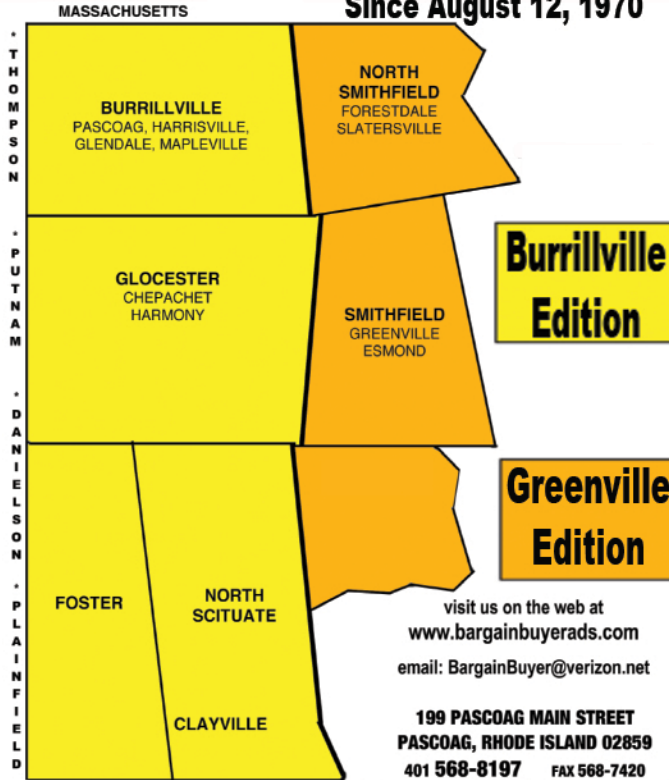 MASSACHUSETTS
Since August 12, 1970
* THOMPSON * PUTNAM * DANIELSON * PLAINFIELD
BURRILLVILLE
PASCOAG, HARRISVILLE,
GLENDALE, MAPLEVILLE
NORTH
SMITHFIELD
FORESTDALE
SLATERSVILLE
GLOCESTER
CHEPACHET
HARMONY
SMITHFIELD
GREENVILLE
ESMOND
Burrillville
Edition
FOSTER
NORTH
SCITUATE
CLAYVILLE
Greenville
Edition
visit us on the web at
www.bargainbuyerads.com
email: BargainBuyer@verizon.net
199 PASCOAG MAIN STREET
PASCOAG, RHODE ISLAND 02859
401 568-8197 FAX 568-7420